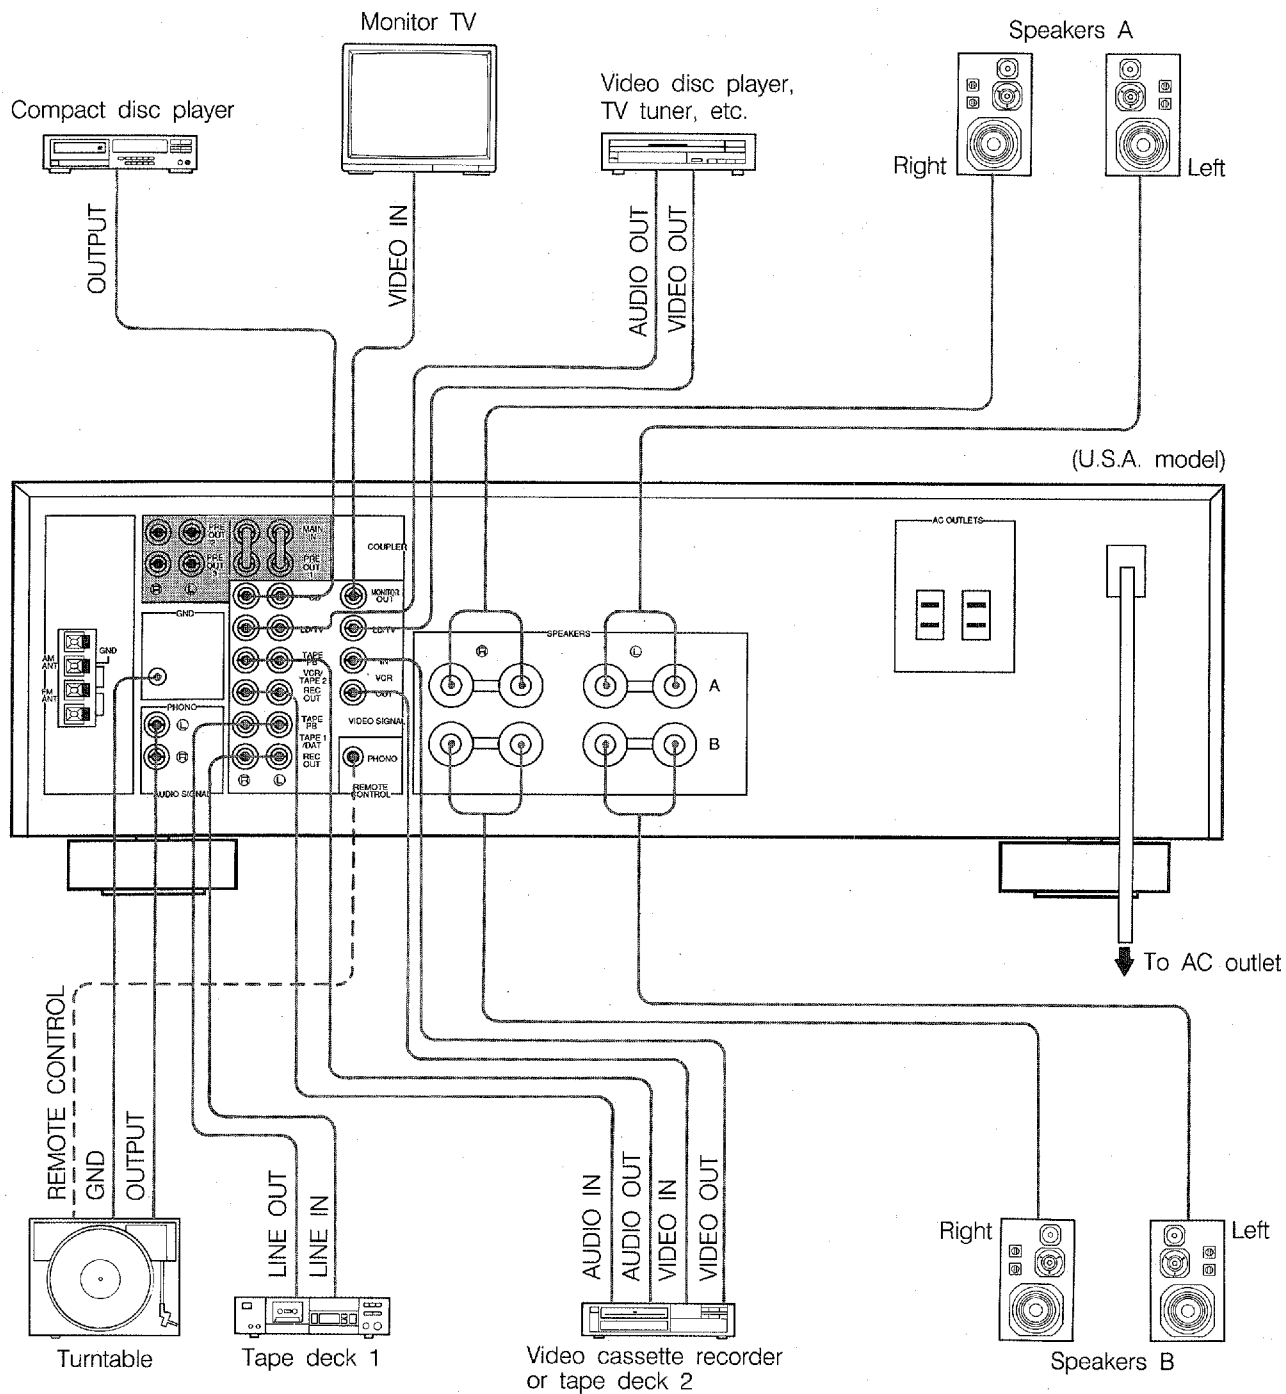 Monitor TV
Speakers A
Compact disc player
Video disc player,
TV tuner, etc.
Right
Left
OUTPUT
VIDEO IN
AUDIO OUT
VIDEO OUT
(U.S.A. model)
PRE
OUT
2
MAIN
IN
COUPLER
PRE
OUT
3
PRE
OUT
1
R
L
CD
MONITOR
OUT
GND
LD/TV
LD/TV
AM
ANT
GND
FM
ANT
TAPE
PB
VCR/
TAPE 2
REC
OUT
IN
VCR
OUT
VIDEO SIGNAL
PHONO
L
R
AUDIO SIGNAL
TAPE
PB
TAPE 1
/DAT
REC
OUT
R
L
PHONO
REMOTE
CONTROL
SPEAKERS
R
L
A
B
AC OUTLETS
To AC outlet
REMOTE CONTROL
GND
OUTPUT
LINE OUT
LINE IN
AUDIO IN
AUDIO OUT
VIDEO IN
VIDEO OUT
Right
Left
Turntable
Tape deck 1
Video cassette recorder
or tape deck 2
Speakers B